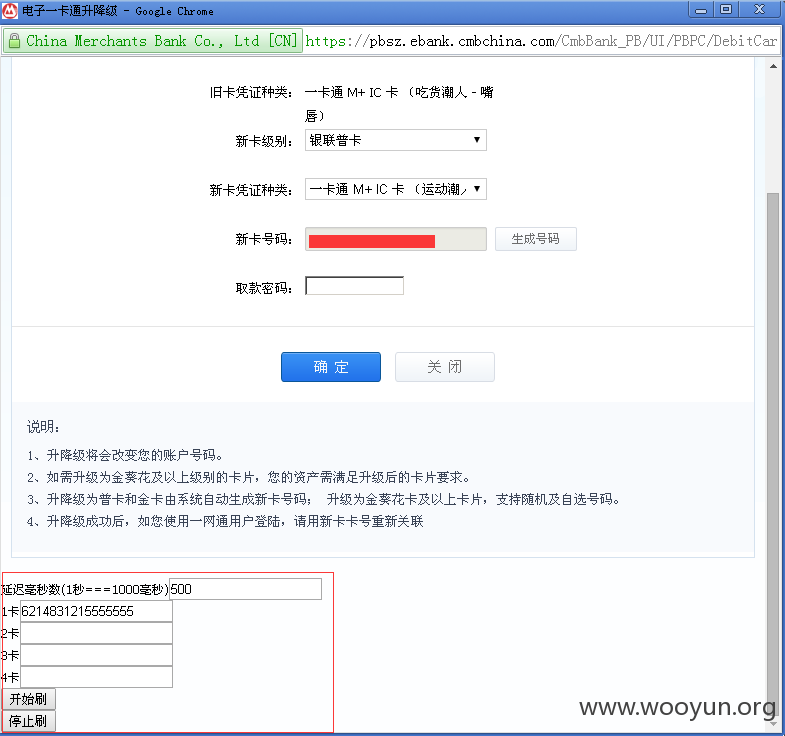 电子一卡通升降级 - Google Chrome
China Merchants Bank Co., Ltd [CN] https://pbsz.ebank.cmbchina.com/CmbBank_PB/UI/PBPC/DebitCar
旧卡凭证种类： 一卡通 M+ IC 卡 （吃货潮人 - 嘴
唇）
新卡级别： 银联普卡
新卡凭证种类： 一卡通 M+ IC 卡 （运动潮人
新卡号码： 生成号码
取款密码：
确 定 关 闭
说明：
1、升降级将会改变您的账户号码。
2、如需升级为金葵花及以上级别的卡片，您的资产需满足升级后的卡片要求。
3、升降级为普卡和金卡由系统自动生成新卡号码； 升级为金葵花卡及以上卡片，支持随机及自选号码。
4、升降级成功后，如您使用一网通用户登陆，请用新卡卡号重新关联
延迟毫秒数(1秒===1000毫秒) 500
1卡 6214831215555555
2卡
3卡
4卡
开始刷
停止刷
www.wooyun.org